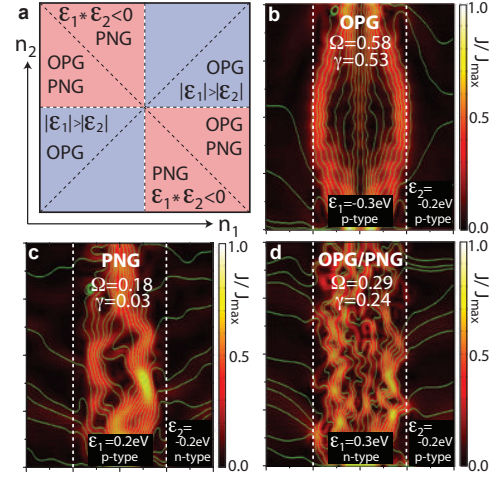 a
n₂
ε₁*ε₂<0
PNG
OPG
PNG
OPG
|ε₁|>|ε₂|
|ε₁|>|ε₂|
OPG
OPG
PNG
PNG
ε₁*ε₂<0
n₁
b
OPG
Ω=0.58
γ=0.53
ε₁=-0.3eV
p-type
ε₂=
-0.2eV
p-type
1.0
0.5
0.0
J/Jmax
c
PNG
Ω=0.18
γ=0.03
ε₁=0.2eV
p-type
ε₂=
-0.2eV
n-type
1.0
0.5
0.0
J/Jmax
d
OPG/PNG
Ω=0.29
γ=0.24
ε₁=0.3eV
n-type
ε₂=
-0.2eV
p-type
1.0
0.5
0.0
J/Jmax